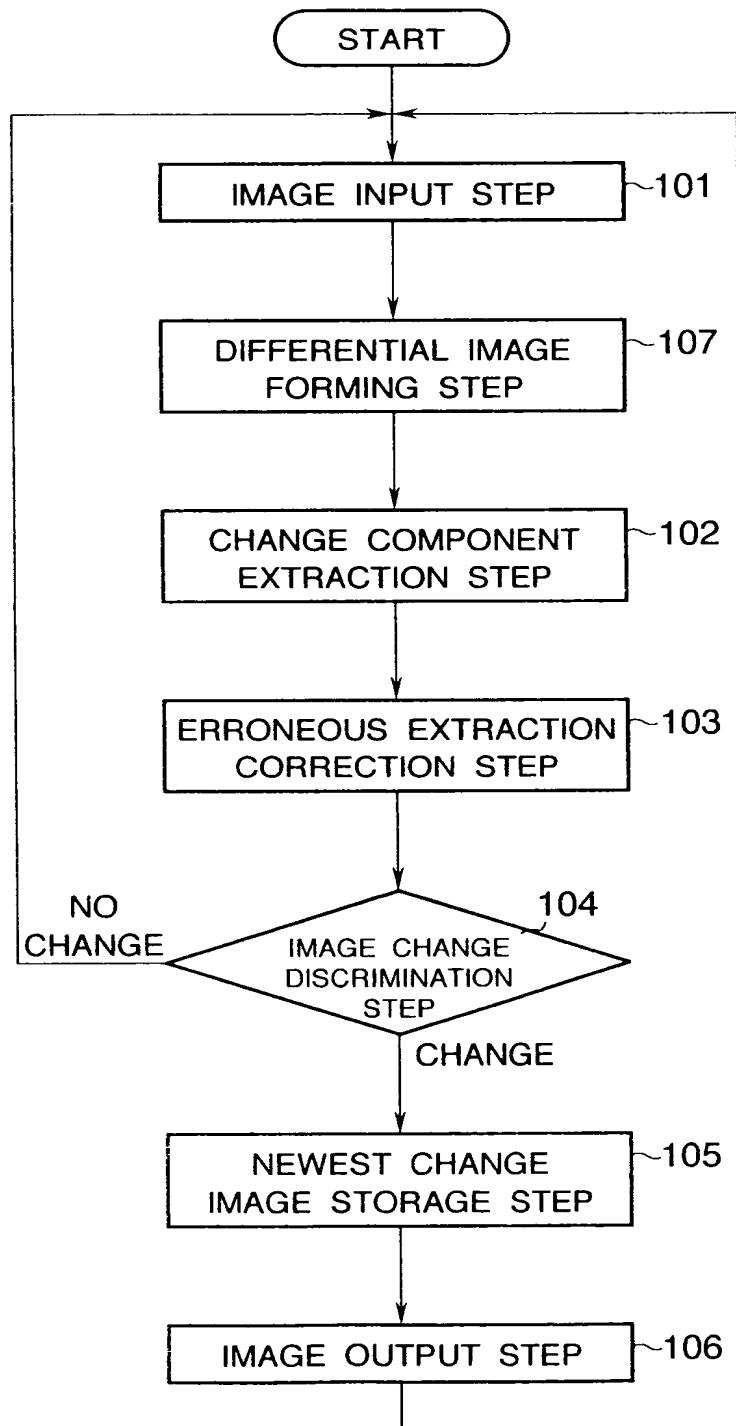 START
IMAGE INPUT STEP
101
DIFFERENTIAL IMAGE
FORMING STEP
107
CHANGE COMPONENT
EXTRACTION STEP
102
ERRONEOUS EXTRACTION
CORRECTION STEP
103
NO
CHANGE
104
IMAGE CHANGE
DISCRIMINATION
STEP
CHANGE
NEWEST CHANGE
IMAGE STORAGE STEP
105
IMAGE OUTPUT STEP
106